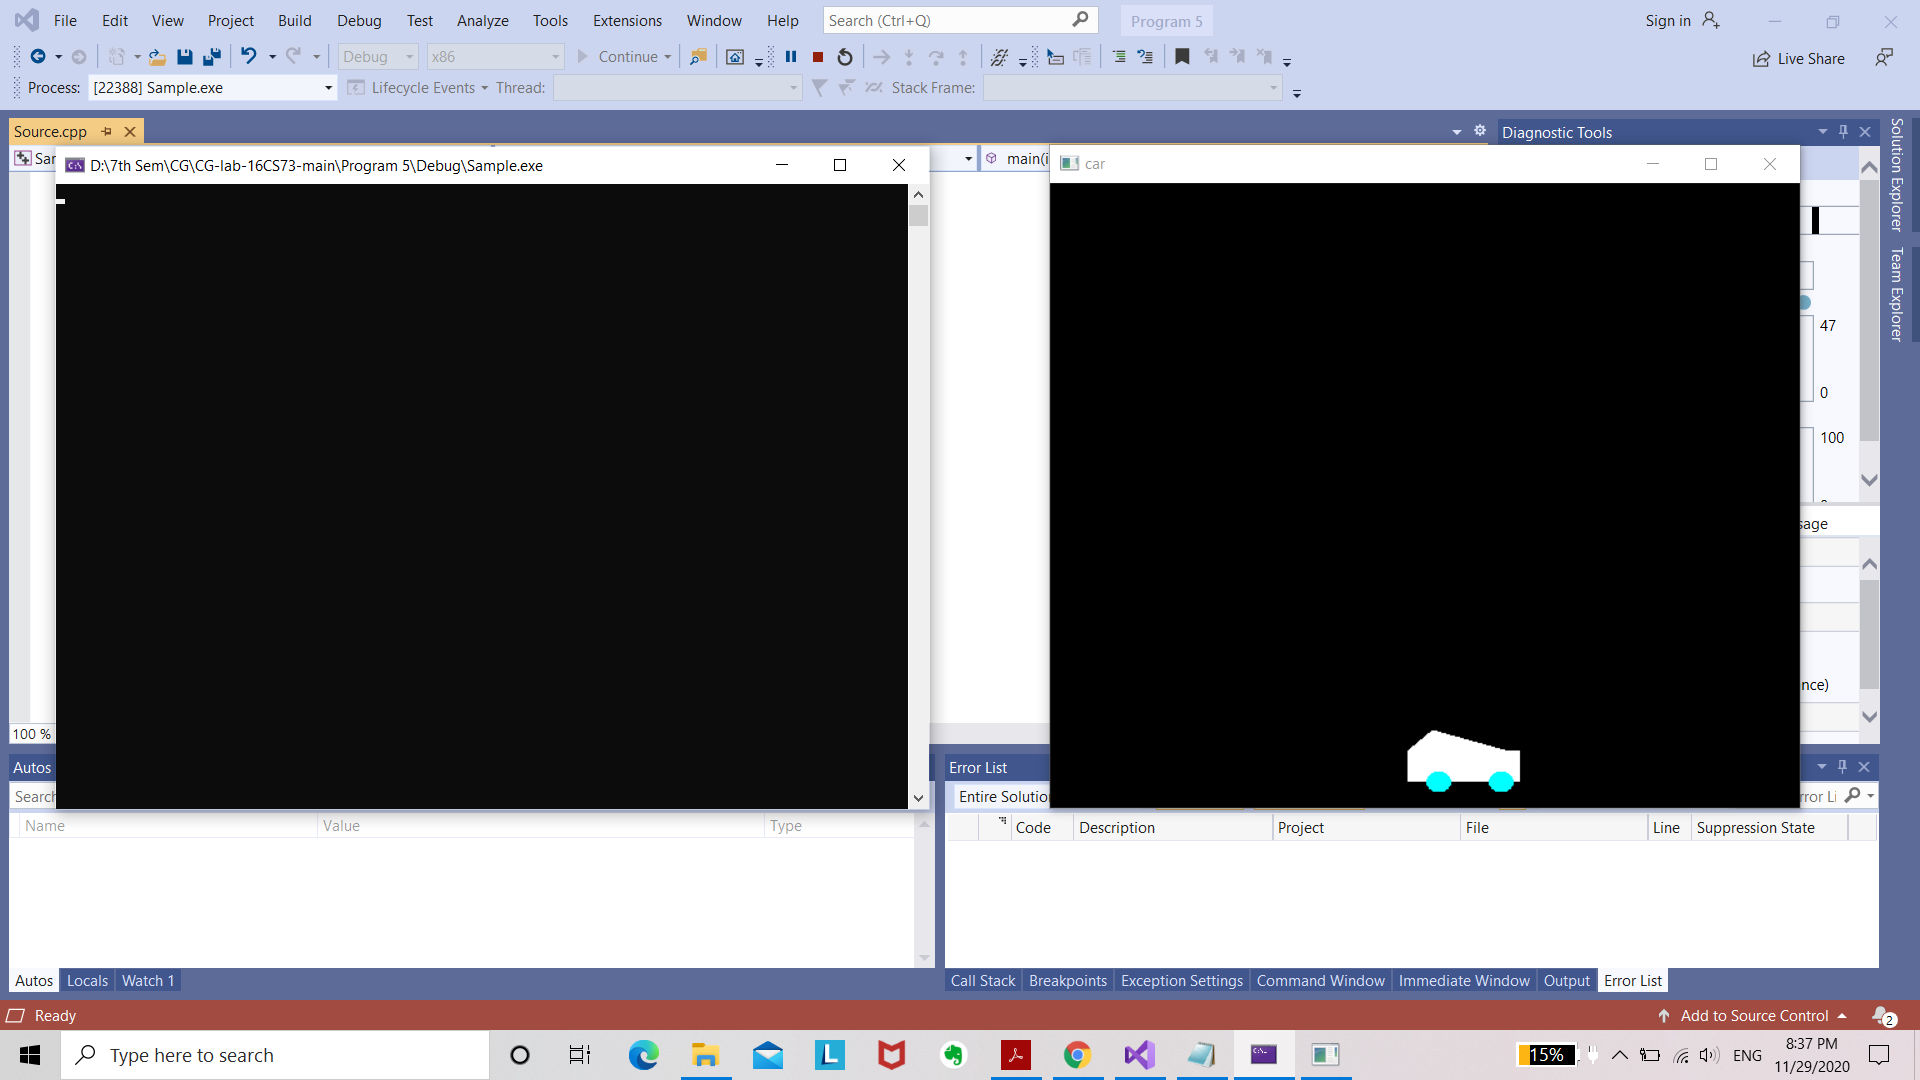 File Edit View Project Build Debug Test Analyze Tools Extensions Window Help Search (Ctrl+Q) Program 5 Sign in
Debug x86 Continue Live Share
Process: [22388] Sample.exe Lifecycle Events Thread: Stack Frame:
Source.cpp
Diagnostic Tools
Solution Explorer
Team Explorer
Sar
D:\7th Sem\CG\CG-lab-16CS73-main\Program 5\Debug\Sample.exe
main(i
car
47
0
100
sage
nce)
100 %
Autos
Search
Name Value Type
Autos Locals Watch 1
Error List
Entire Solutio
rror Li
Code Description Project File Line Suppression State
Call Stack Breakpoints Exception Settings Command Window Immediate Window Output Error List
Ready
Add to Source Control 2
Type here to search
15% ENG
8:37 PM
11/29/2020